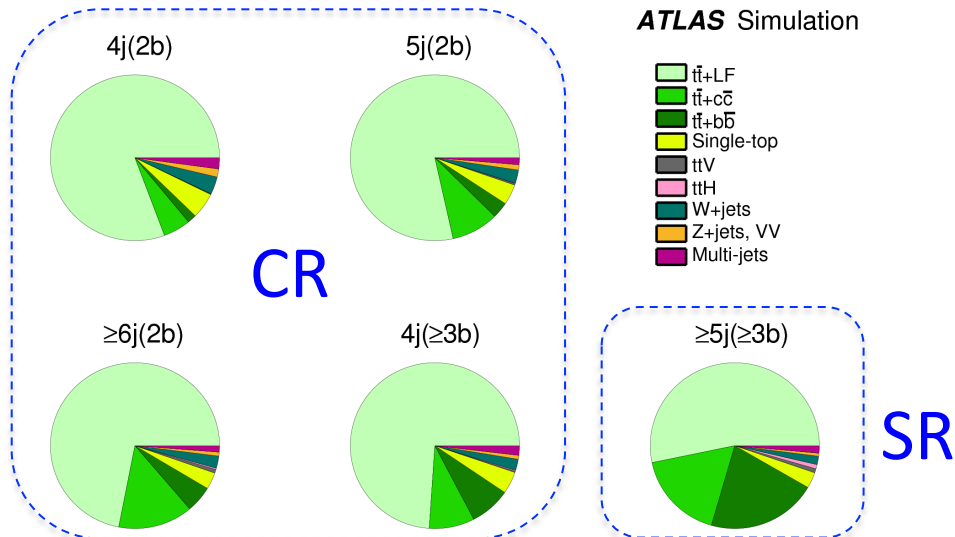 ATLAS Simulation
4j(2b)
5j(2b)
tt̄+LF
tt̄+cc̄
tt̄+bb̄
Single-top
ttV
ttH
W+jets
Z+jets, VV
Multi-jets
CR
≥6j(2b)
4j(≥3b)
≥5j(≥3b)
SR